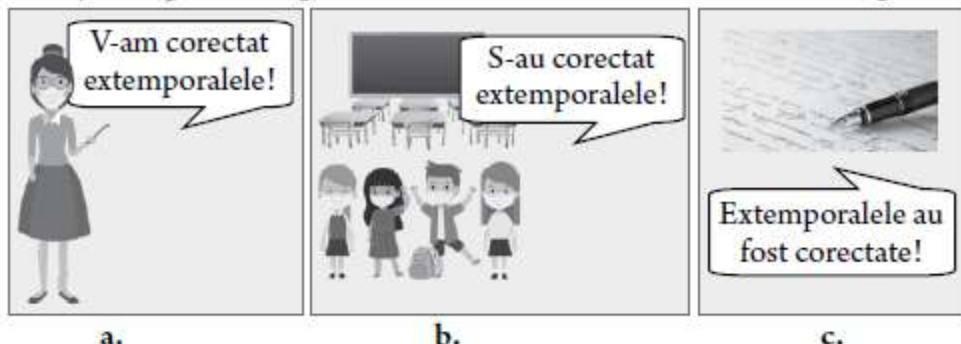 V-am corectat
extemporalele!
S-au corectat
extemporalele!
Extemporalele au
fost corectate!
a.
b.
c.